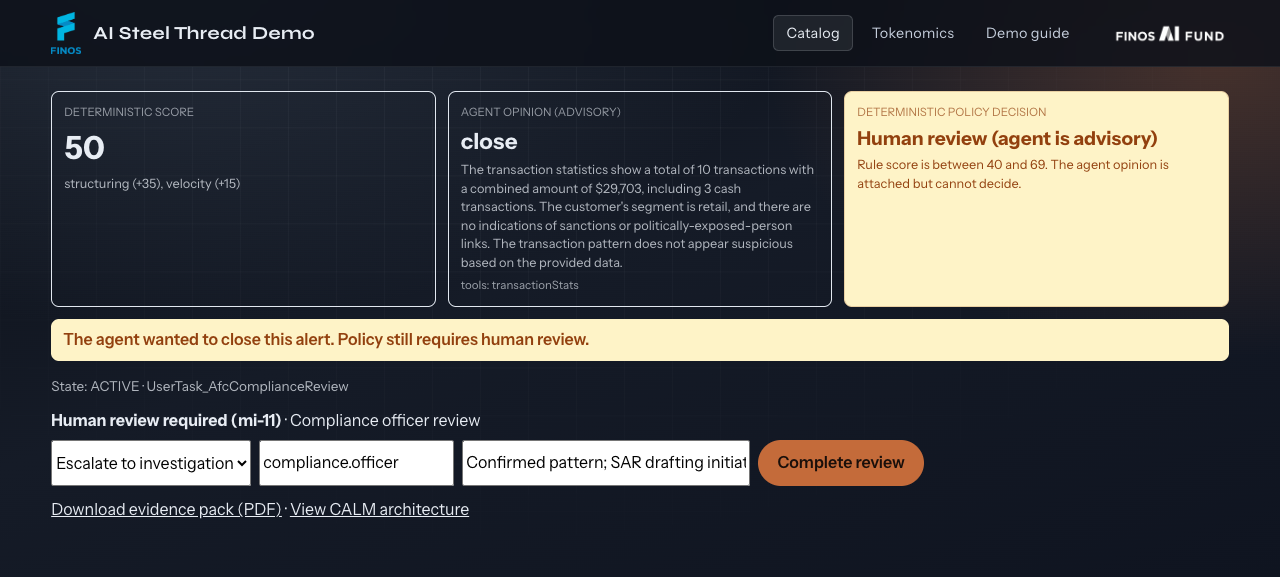 FINOS
AI Steel Thread Demo
Catalog
Tokenomics
Demo guide
FINOS AI FUND
DETERMINISTIC SCORE
50
structuring (+35), velocity (+15)
AGENT OPINION (ADVISORY)
close
The transaction statistics show a total of 10 transactions with
a combined amount of $29,703, including 3 cash
transactions. The customer's segment is retail, and there are
no indications of sanctions or politically-exposed-person
links. The transaction pattern does not appear suspicious
based on the provided data.
tools: transactionStats
DETERMINISTIC POLICY DECISION
Human review (agent is advisory)
Rule score is between 40 and 69. The agent opinion is
attached but cannot decide.
The agent wanted to close this alert. Policy still requires human review.
State: ACTIVE · UserTask_AfcComplianceReview
Human review required (mi-11) · Compliance officer review
Escalate to investigation
compliance.officer
Confirmed pattern; SAR drafting initiat
Complete review
Download evidence pack (PDF) · View CALM architecture